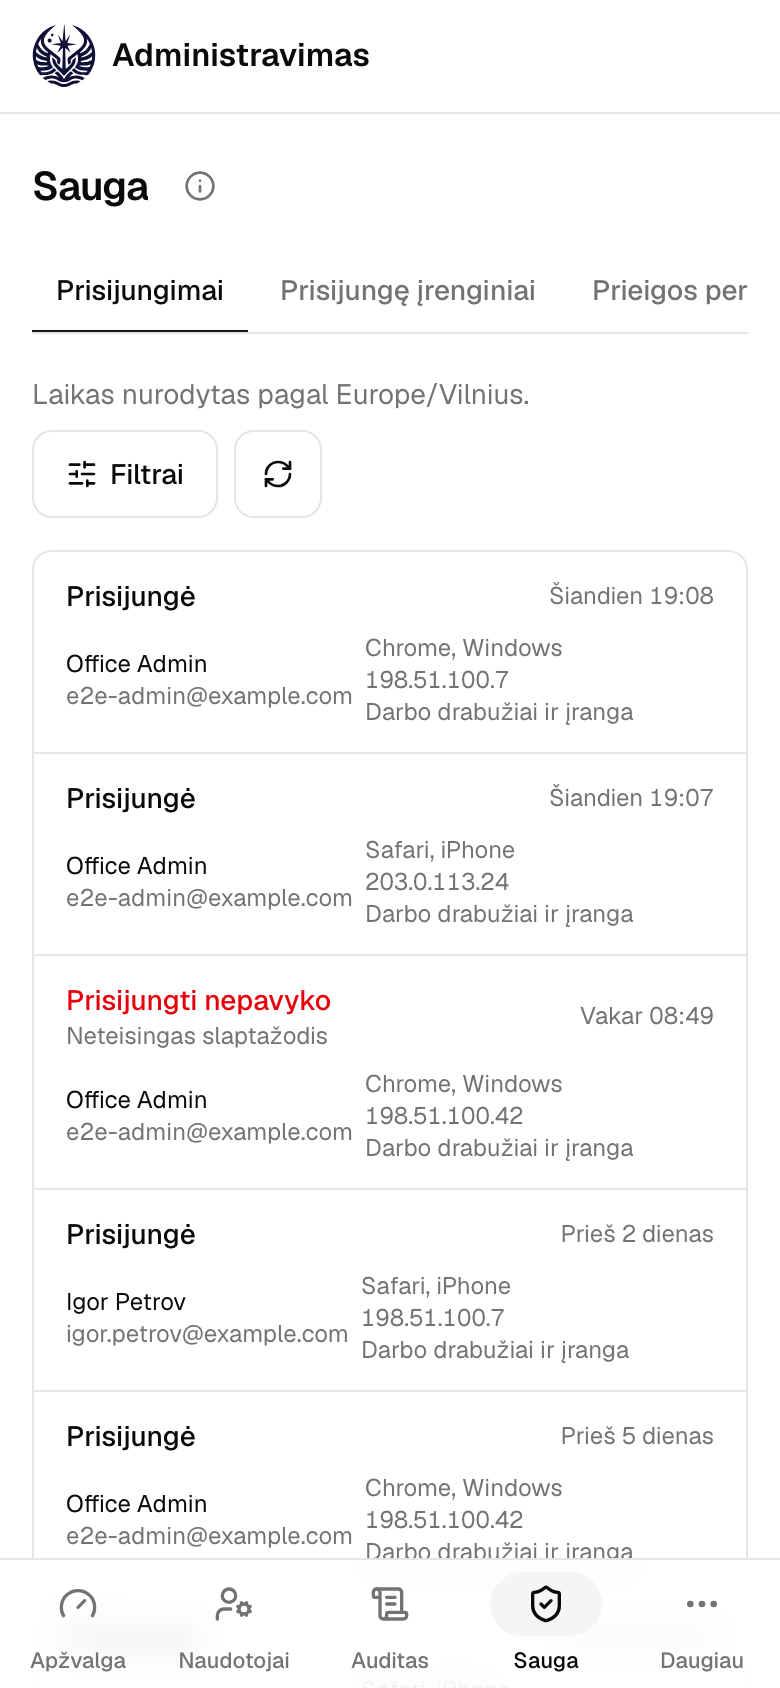 Administravimas
Sauga
Prisijungimai
Prisijungę įrenginiai
Prieigos per
Laikas nurodytas pagal Europe/Vilnius.
Filtrai
Prisijungė
Šiandien 19:08
Office Admin
e2e-admin@example.com
Chrome, Windows
198.51.100.7
Darbo drabužiai ir įranga
Prisijungė
Šiandien 19:07
Office Admin
e2e-admin@example.com
Safari, iPhone
203.0.113.24
Darbo drabužiai ir įranga
Prisijungti nepavyko
Neteisingas slaptažodis
Vakar 08:49
Office Admin
e2e-admin@example.com
Chrome, Windows
198.51.100.42
Darbo drabužiai ir įranga
Prisijungė
Prieš 2 dienas
Igor Petrov
igor.petrov@example.com
Safari, iPhone
198.51.100.7
Darbo drabužiai ir įranga
Prisijungė
Prieš 5 dienas
Office Admin
e2e-admin@example.com
Chrome, Windows
198.51.100.42
Darbo drabužiai ir įranga
Apžvalga
Naudotojai
Auditas
Sauga
Daugiau